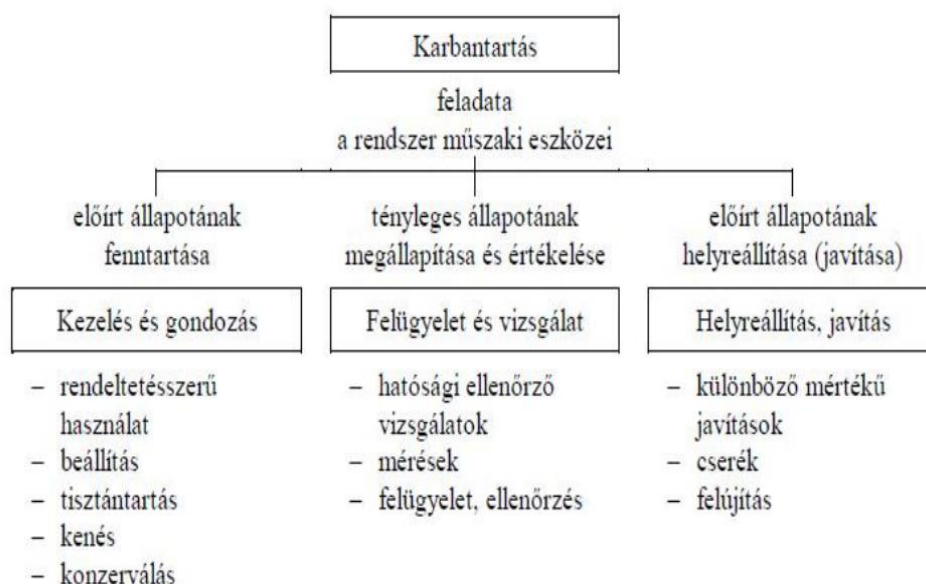 Karbantartás
feladata
a rendszer műszaki eszközei
előírt állapotának
fenntartása
Kezelés és gondozás
– rendeltetésszerű
használat
– beállítás
– tisztántartás
– kenés
– konzerválás
tényleges állapotának
megállapítása és értékelése
Felügyelet és vizsgálat
– hatósági ellenőrző
vizsgálatok
– mérések
– felügyelet, ellenőrzés
előírt állapotának
helyreállítása (javítása)
Helyreállítás, javítás
– különböző mértékű
javítások
– cserék
– felújítás